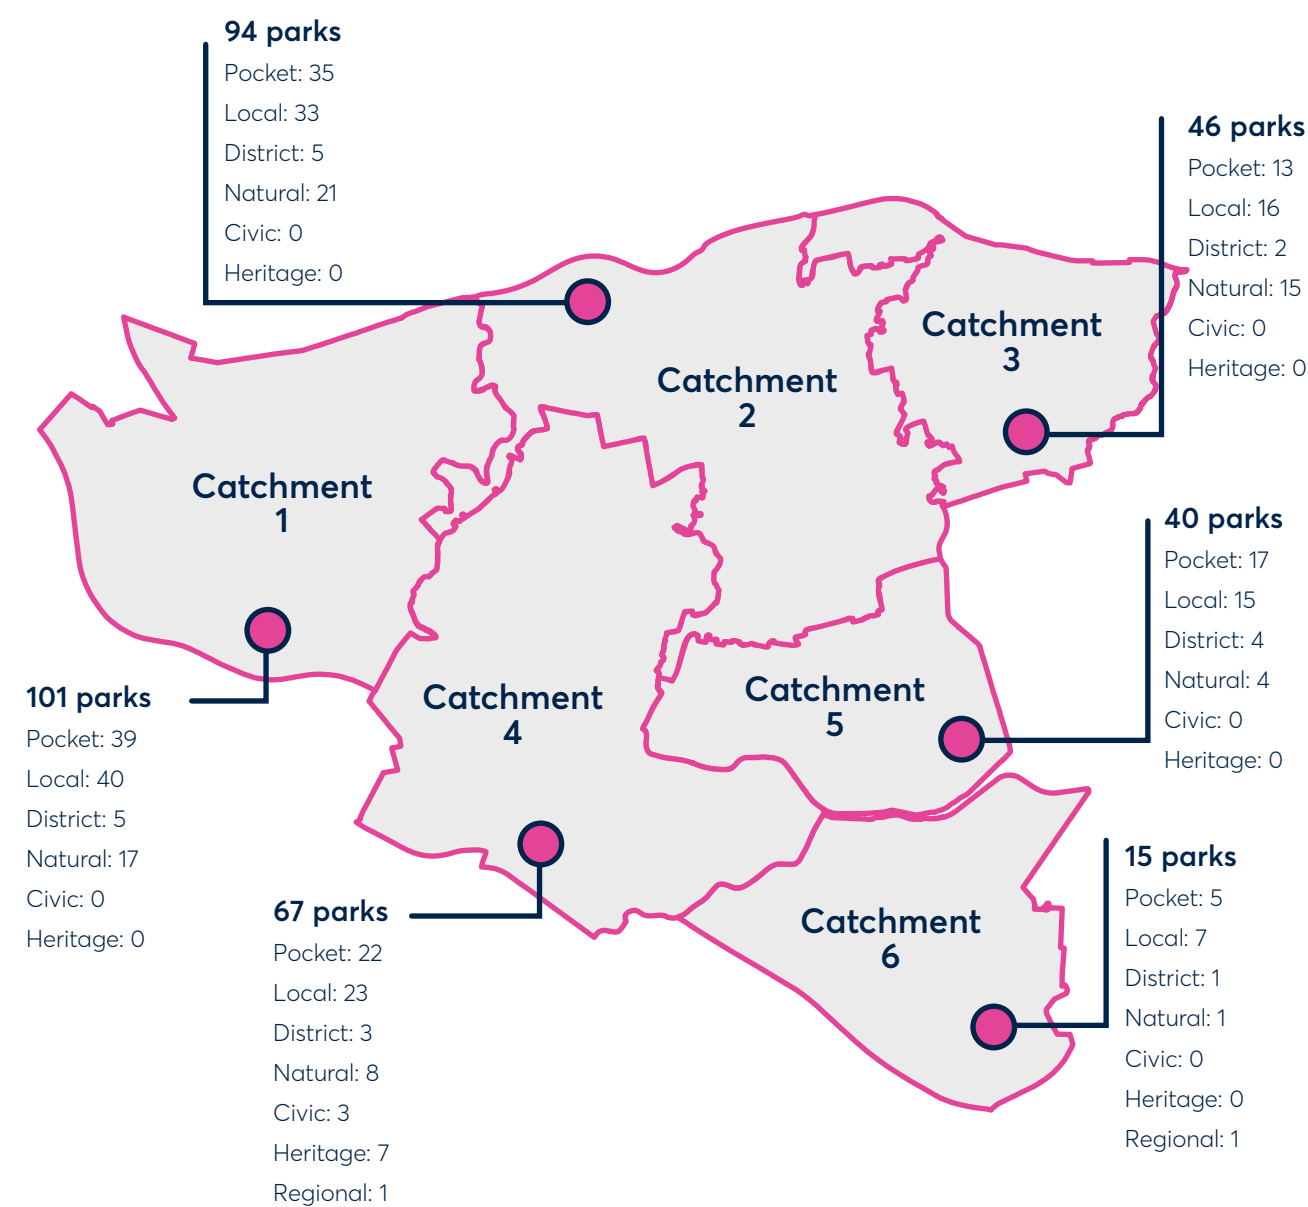 94 parks
Pocket: 35
Local: 33
District: 5
Natural: 21
Civic: 0
Heritage: 0
46 parks
Pocket: 13
Local: 16
District: 2
Natural: 15
Civic: 0
Heritage: 0
Catchment
3
Catchment
2
Catchment
1
40 parks
Pocket: 17
Local: 15
District: 4
Natural: 4
Civic: 0
Heritage: 0
Catchment
4
Catchment
5
101 parks
Pocket: 39
Local: 40
District: 5
Natural: 17
Civic: 0
Heritage: 0
67 parks
Pocket: 22
Local: 23
District: 3
Natural: 8
Civic: 3
Heritage: 7
Regional: 1
Catchment
6
15 parks
Pocket: 5
Local: 7
District: 1
Natural: 1
Civic: 0
Heritage: 0
Regional: 1